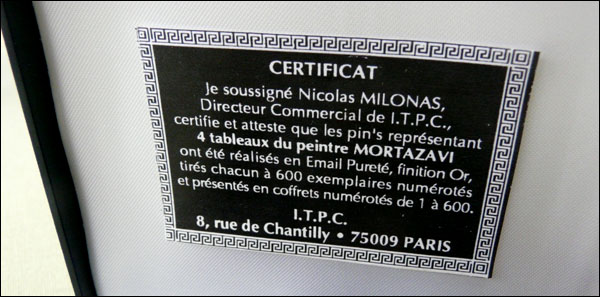 CERTIFICAT
Je soussigné Nicolas MILONAS,
Directeur Commercial de I.T.P.C.,
certifie et atteste que les pin's représentant
4 tableaux du peintre MORTAZAVI
ont été réalisés en Email Pureté, finition Or,
tirés chacun à 600 exemplaires numérotés
et présentés en coffrets numérotés de 1 à 600.
I.T.P.C.
8, rue de Chantilly • 75009 PARIS